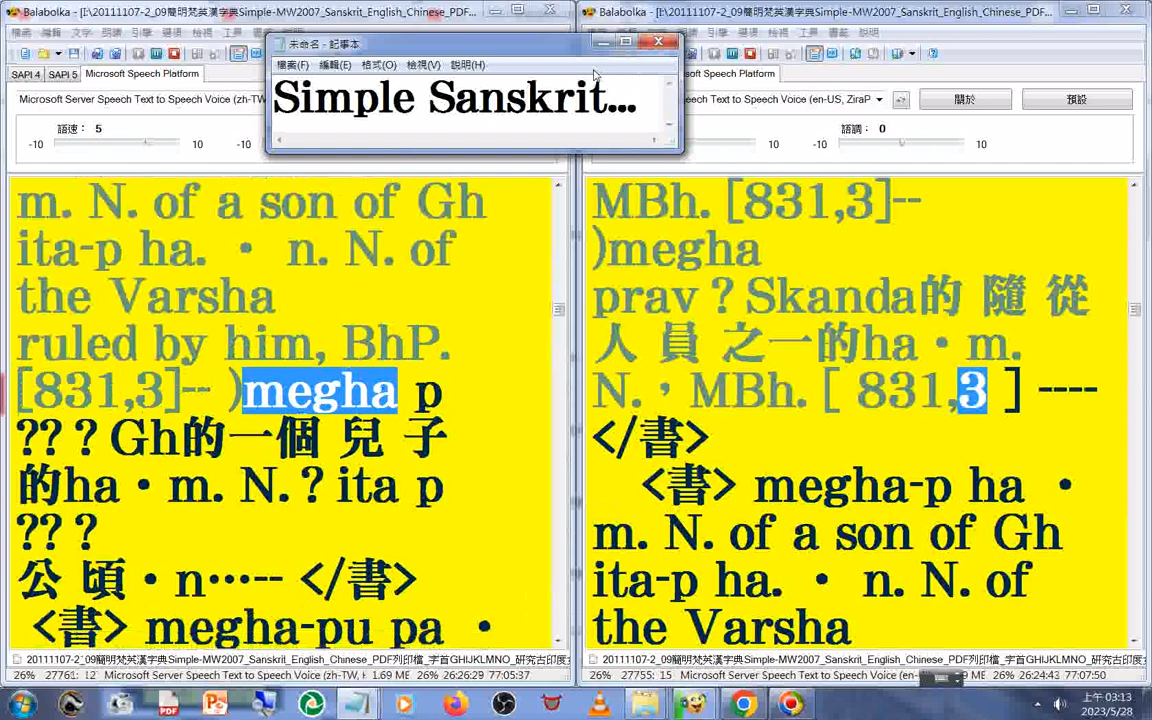 Balabolka - [I:\20111107-2_09簡明梵英漢字典Simple-MW2007_Sanskrit_English_Chinese_PDF...
檔案 編輯 文字 朗讀
SAPI 4 SAPI 5 Microsoft Speech Platform
Microsoft Server Speech Text to Speech Voice (zh-TW,
語速： 5
-10 10 -10
m. N. of a son of Gh
ita-p ha. • n. N. of
the Varsha
ruled by him, BhP.
[831,3]-- )megha p
?? ? Gh的一個 兒 子
的ha • m. N. ? ita p
?? ?
公 頃 • n…-- </書>
<書> megha-pu pa •
20111107-2_09簡明梵英漢字典Simple-MW2007_Sanskrit_English_Chinese_PDF列印檔_字首GHIJKLMNO_研究古印度
26% 27761: 12 Microsoft Server Speech Text to Speech Voice (zh-TW, 1.69 MB 26% 26:26:29 77:05:37
未命名 - 記事本
檔案(F) 編輯(E) 格式(O) 檢視(V) 說明(H)
Simple Sanskrit...
Balabolka - [I:\20111107-2_09簡明梵英漢字典Simple-MW2007_Sanskrit_English_Chinese_PDF...
引擎 工具 檢視 書籤 說明
Speech Platform
eech Text to Speech Voice (en-US, ZiraP 關於 預設
語調： 0
10 -10 10
MBh. [831,3]--
)megha
prav ? Skanda的 隨 從
人 員 之一的ha • m.
N. , MBh. [ 831,3 ] ----
</書>
<書> megha-p ha •
m. N. of a son of Gh
ita-p ha. • n. N. of
the Varsha
20111107-2_09簡明梵英漢字典Simple-MW2007_Sanskrit_English_Chinese_PDF列印檔_字首GHIJKLMNO_研究古印度
26% 27755: 15 Microsoft Server Speech Text to Speech Voice (en-US, 26% 26:24:43 77:07:50
上午 03:13
2023/5/28